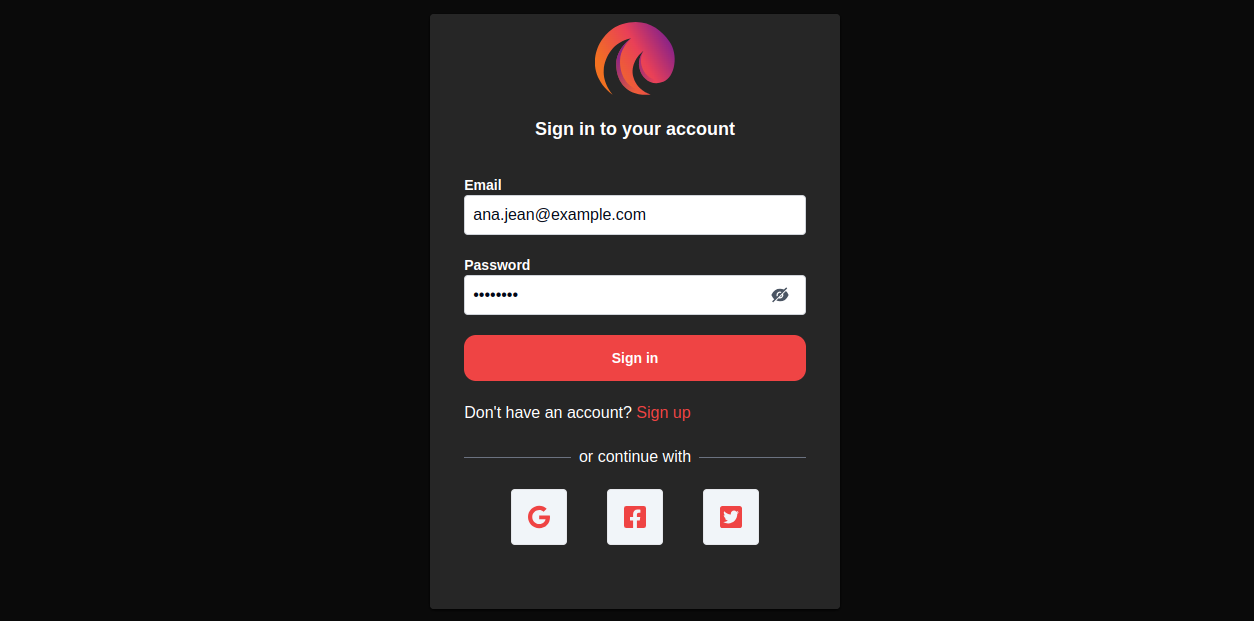 Sign in to your account
Email
ana.jean@example.com
Password
••••••••
Sign in
Don't have an account? Sign up
or continue with